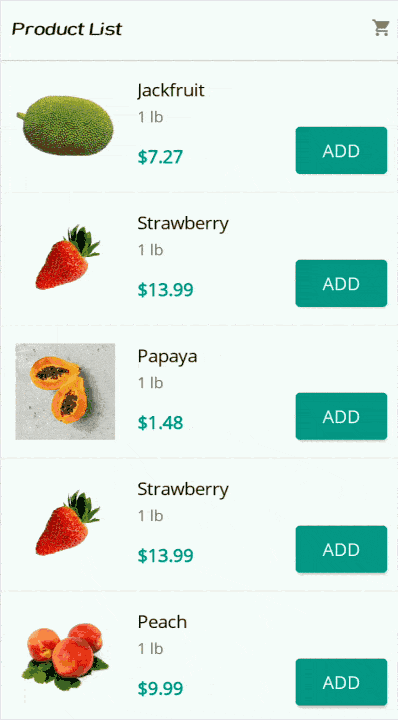 Product List
Jackfruit
1 lb
$7.27
ADD
Strawberry
1 lb
$13.99
ADD
Papaya
1 lb
$1.48
ADD
Strawberry
1 lb
$13.99
ADD
Peach
1 lb
$9.99
ADD